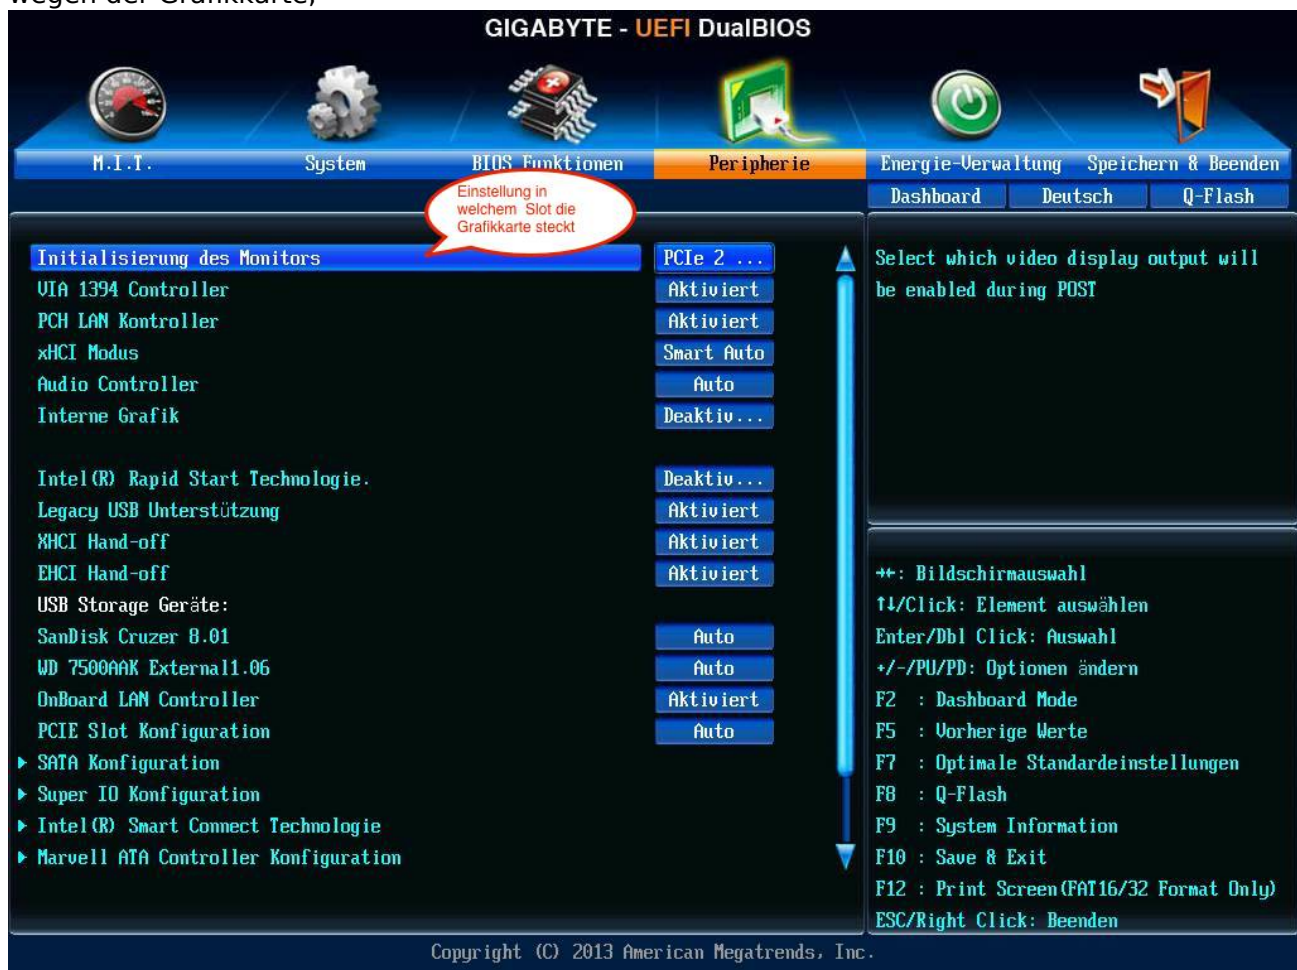 wegen der Grafikkarte,
GIGABYTE - UEFI DualBIOS
M.I.T.
System
BIOS Funktionen
Peripherie
Energie-Verwaltung
Speichern & Beenden
Dashboard
Deutsch
Q-Flash
Einstellung in
welchem Slot die
Grafikkarte steckt
Initialisierung des Monitors PCIe 2 ...
VIA 1394 Controller Aktiviert
PCH LAN Kontroller Aktiviert
xHCI Modus Smart Auto
Audio Controller Auto
Interne Grafik Deaktiv...
Intel(R) Rapid Start Technologie. Deaktiv...
Legacy USB Unterstützung Aktiviert
XHCI Hand-off Aktiviert
EHCI Hand-off Aktiviert
USB Storage Geräte:
SanDisk Cruzer 8.01 Auto
WD 7500AAK External1.06 Auto
OnBoard LAN Controller Aktiviert
PCIE Slot Konfiguration Auto
SATA Konfiguration
Super IO Konfiguration
Intel(R) Smart Connect Technologie
Marvell ATA Controller Konfiguration
Select which video display output will
be enabled during POST
→←: Bildschirmauswahl
↑↓/Click: Element auswählen
Enter/Dbl Click: Auswahl
+/-/PU/PD: Optionen ändern
F2 : Dashboard Mode
F5 : Vorherige Werte
F7 : Optimale Standardeinstellungen
F8 : Q-Flash
F9 : System Information
F10 : Save & Exit
F12 : Print Screen(FAT16/32 Format Only)
ESC/Right Click: Beenden
Copyright (C) 2013 American Megatrends, Inc.